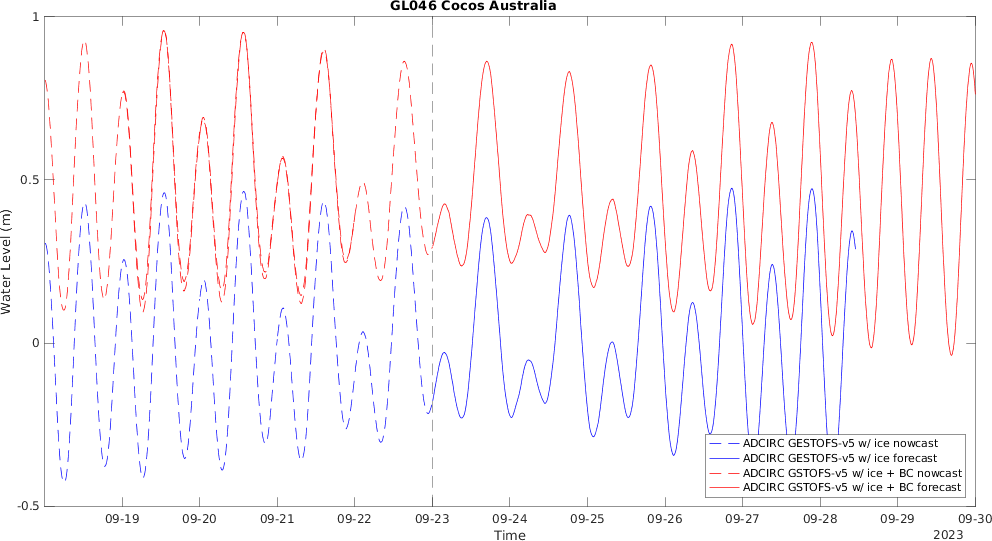 GL046 Cocos Australia
1
0.5
0
-0.5
Water Level (m)
ADCIRC GESTOFS-v5 w/ ice nowcast
ADCIRC GESTOFS-v5 w/ ice forecast
ADCIRC GSTOFS-v5 w/ ice + BC nowcast
ADCIRC GSTOFS-v5 w/ ice + BC forecast
09-19 09-20 09-21 09-22 09-23 09-24 09-25 09-26 09-27 09-28 09-29 09-30
Time
2023